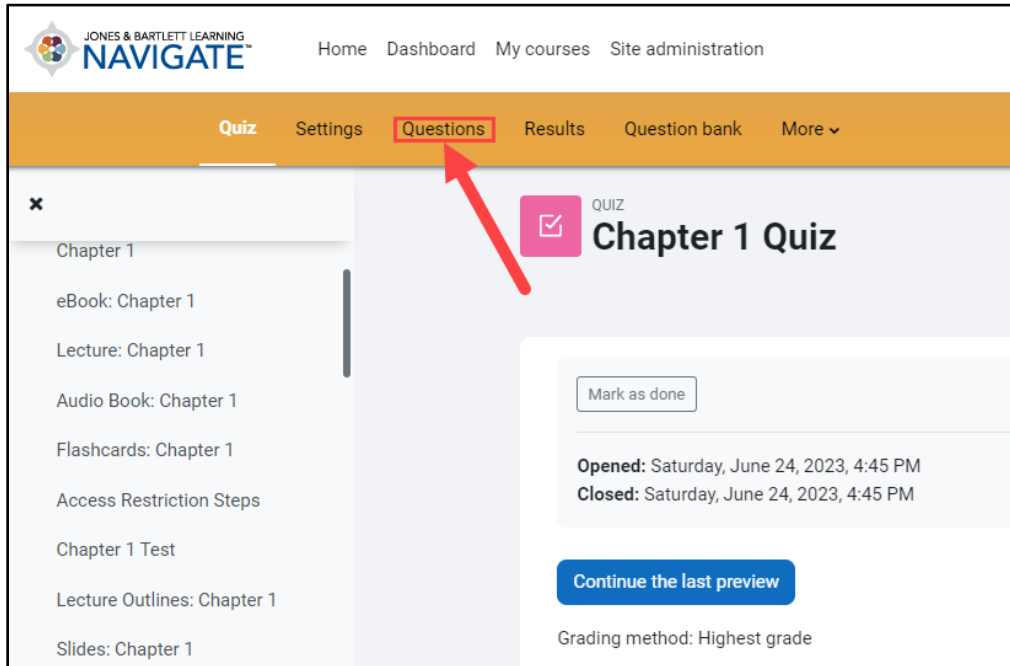 JONES & BARTLETT LEARNING
NAVIGATE™
Home Dashboard My courses Site administration
Quiz Settings Questions Results Question bank More
Chapter 1
eBook: Chapter 1
Lecture: Chapter 1
Audio Book: Chapter 1
Flashcards: Chapter 1
Access Restriction Steps
Chapter 1 Test
Lecture Outlines: Chapter 1
Slides: Chapter 1
QUIZ
Chapter 1 Quiz
Mark as done
Opened: Saturday, June 24, 2023, 4:45 PM
Closed: Saturday, June 24, 2023, 4:45 PM
Continue the last preview
Grading method: Highest grade